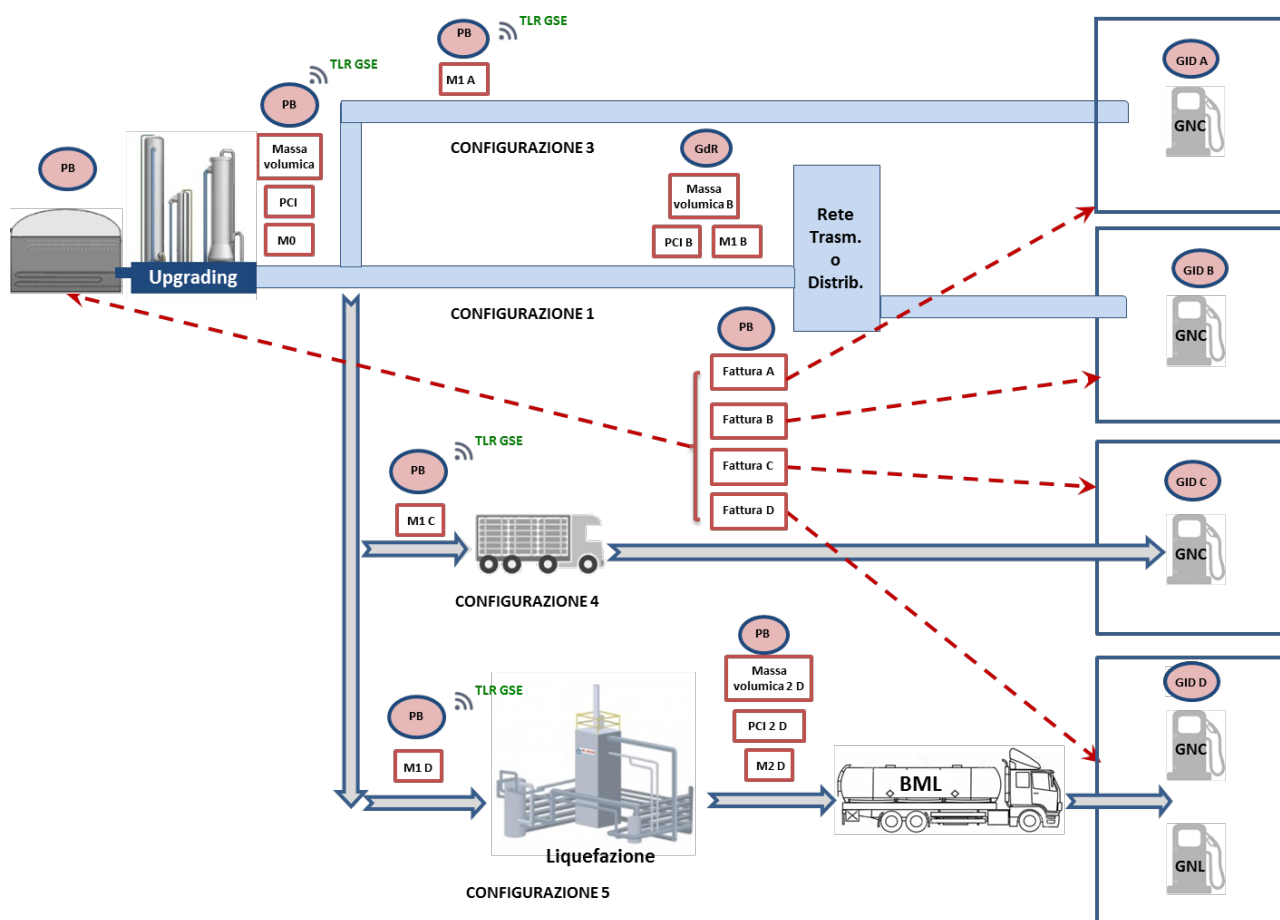 PB
TLR GSE
M1 A
GID A
GNC
TLR GSE
PB
Massa
volumica
PCI
M0
PB
Upgrading
CONFIGURAZIONE 3
GdR
Massa
volumica B
PCI B
M1 B
Rete
Trasm.
o
Distrib.
GID B
GNC
CONFIGURAZIONE 1
PB
Fattura A
Fattura B
Fattura C
Fattura D
TLR GSE
PB
M1 C
CONFIGURAZIONE 4
GID C
GNC
PB
Massa
volumica 2 D
PCI 2 D
M2 D
TLR GSE
PB
M1 D
Liquefazione
BML
GID D
GNC
GNL
CONFIGURAZIONE 5